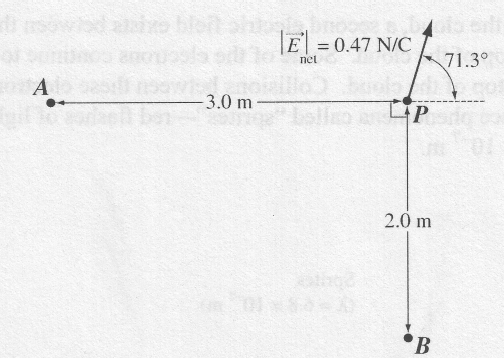 |E⃗net| = 0.47 N/C
71.3°
A
3.0 m
P
2.0 m
B